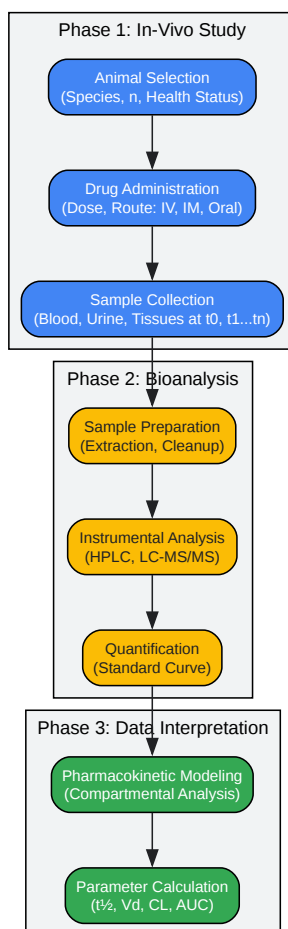 Phase 1: In-Vivo Study
Animal Selection
(Species, n, Health Status)
Drug Administration
(Dose, Route: IV, IM, Oral)
Sample Collection
(Blood, Urine, Tissues at t0, t1...tn)
Phase 2: Bioanalysis
Sample Preparation
(Extraction, Cleanup)
Instrumental Analysis
(HPLC, LC-MS/MS)
Quantification
(Standard Curve)
Phase 3: Data Interpretation
Pharmacokinetic Modeling
(Compartmental Analysis)
Parameter Calculation
(t½, Vd, CL, AUC)